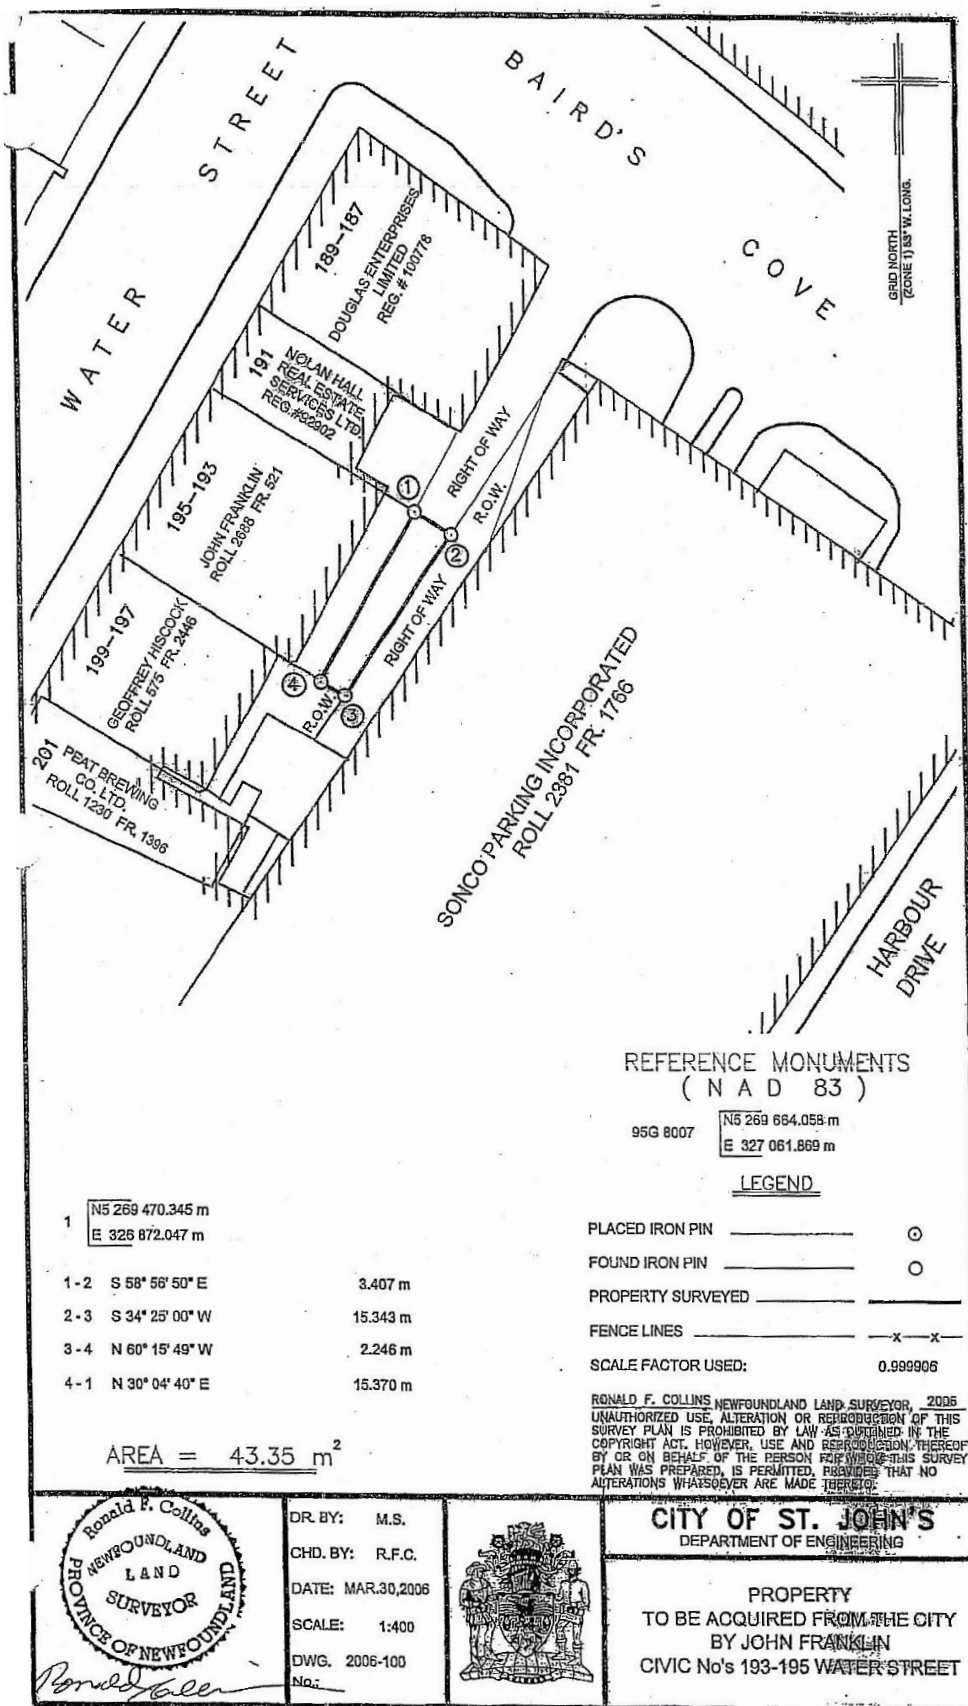 WATER STREET
BAIRD'S COVE
GRID NORTH
(ZONE 1) 53° W. LONG.
189-187
DOUGLAS ENTERPRISES
LIMITED
REG. # 100778
191
NOLAN HALL
REAL ESTATE
SERVICES LTD.
REG.#92902
195-193
JOHN FRANKLIN
ROLL 2688 FR. 521
199-197
GEOFFREY HISCOCK
ROLL 575 FR. 2446
201
PEAT BREWING
CO. LTD.
ROLL 1230 FR. 1396
RIGHT OF WAY
R.O.W.
1
2
RIGHT OF WAY
4
R.O.W.
3
SONCO PARKING INCORPORATED
ROLL 2381 FR. 1766
HARBOUR
DRIVE
REFERENCE MONUMENTS
( N A D 83 )
95G 8007
N5 269 664.058 m
E 327 061.869 m
LEGEND
PLACED IRON PIN
FOUND IRON PIN
PROPERTY SURVEYED
FENCE LINES x x
SCALE FACTOR USED: 0.999906
1
N5 269 470.345 m
E 326 872.047 m
1-2 S 58° 56' 50" E 3.407 m
2-3 S 34° 25' 00" W 15.343 m
3-4 N 60° 15' 49" W 2.246 m
4-1 N 30° 04' 40" E 15.370 m
AREA = 43.35 m²
RONALD F. COLLINS NEWFOUNDLAND LAND SURVEYOR, 2006
UNAUTHORIZED USE, ALTERATION OR REPRODUCTION OF THIS
SURVEY PLAN IS PROHIBITED BY LAW AS OUTLINED IN THE
COPYRIGHT ACT. HOWEVER, USE AND REPRODUCTION THEREOF
BY OR ON BEHALF OF THE PERSON FOR WHOM THIS SURVEY
PLAN WAS PREPARED, IS PERMITTED, PROVIDED THAT NO
ALTERATIONS WHATSOEVER ARE MADE THERETO.
Ronald F. Collins
NEWFOUNDLAND
LAND
SURVEYOR
PROVINCE OF NEWFOUNDLAND
DR. BY: M.S.
CHD. BY: R.F.C.
DATE: MAR.30,2006
SCALE: 1:400
DWG. 2006-100
No.:
CITY OF ST. JOHN'S
DEPARTMENT OF ENGINEERING
PROPERTY
TO BE ACQUIRED FROM THE CITY
BY JOHN FRANKLIN
CIVIC No's 193-195 WATER STREET